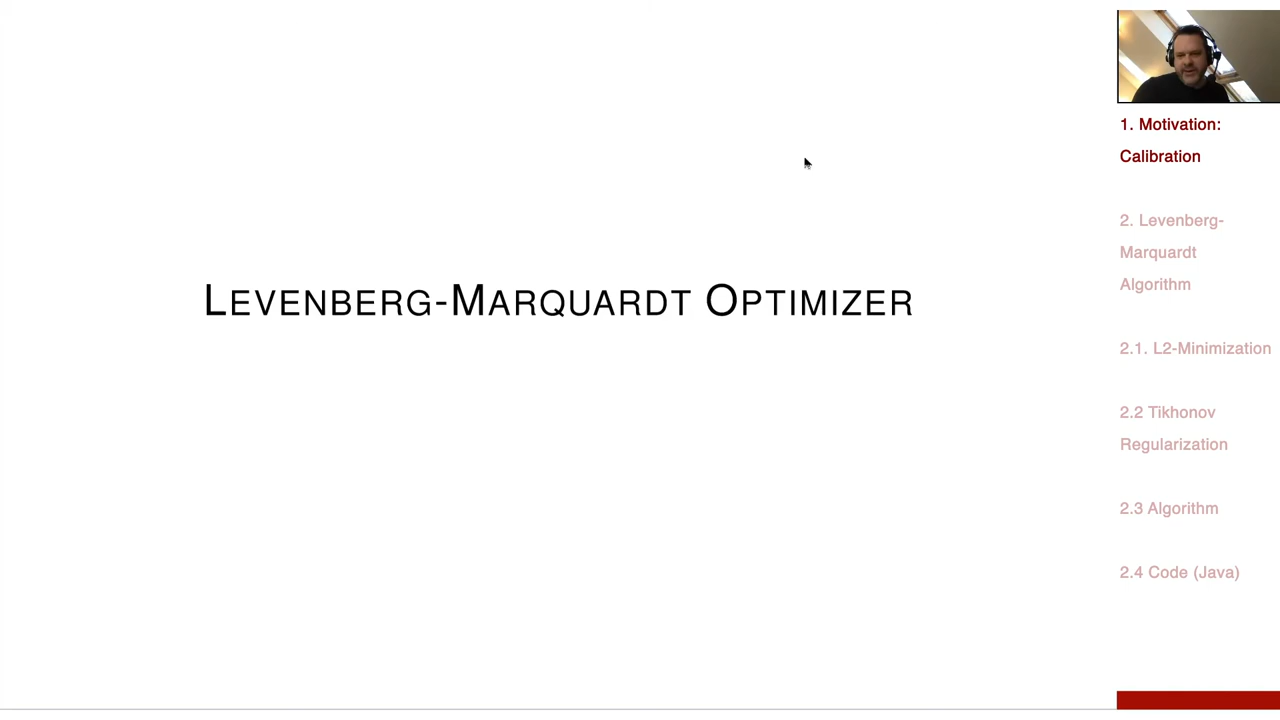 LEVENBERG-MARQUARDT OPTIMIZER
1. Motivation:
Calibration
2. Levenberg-
Marquardt
Algorithm
2.1. L2-Minimization
2.2 Tikhonov
Regularization
2.3 Algorithm
2.4 Code (Java)